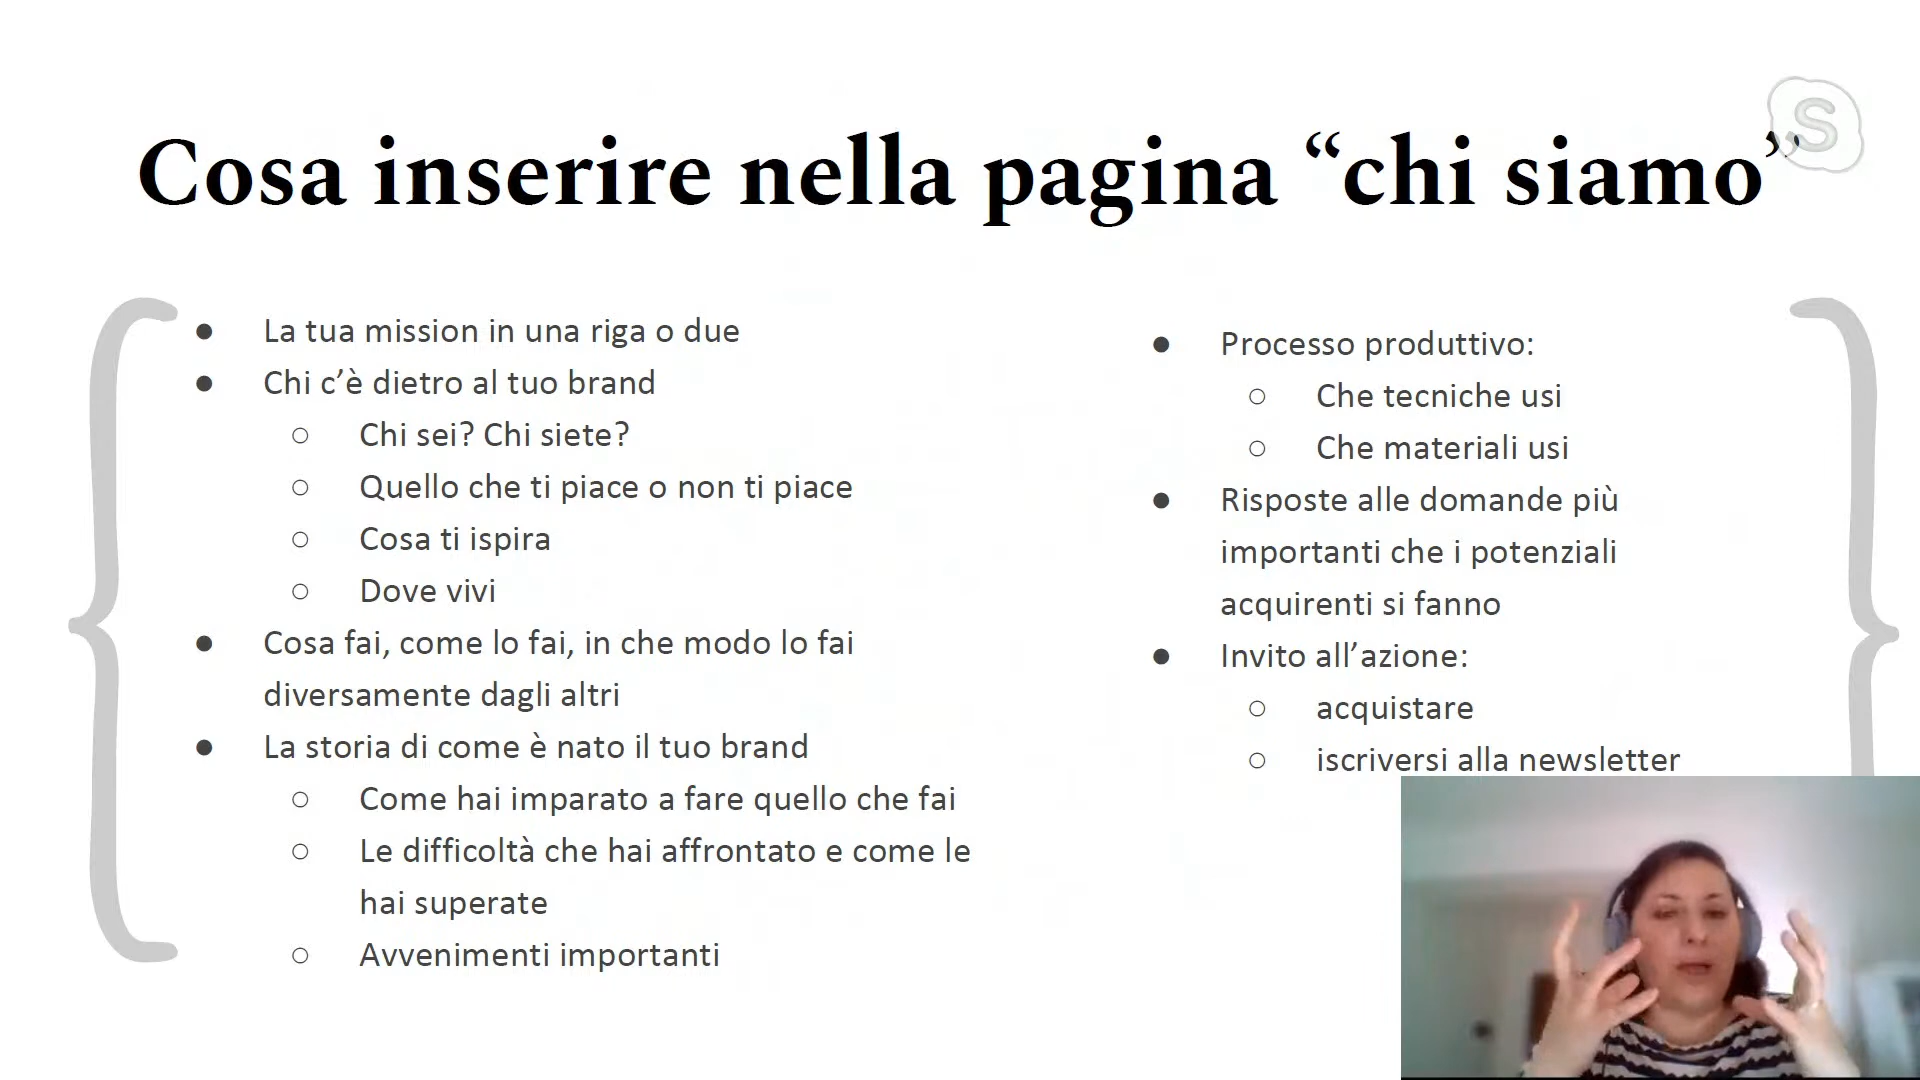 Cosa inserire nella pagina “chi siamo”
● La tua mission in una riga o due
● Chi c’è dietro al tuo brand
○ Chi sei? Chi siete?
○ Quello che ti piace o non ti piace
○ Cosa ti ispira
○ Dove vivi
● Cosa fai, come lo fai, in che modo lo fai
diversamente dagli altri
● La storia di come è nato il tuo brand
○ Come hai imparato a fare quello che fai
○ Le difficoltà che hai affrontato e come le
hai superate
○ Avvenimenti importanti
● Processo produttivo:
○ Che tecniche usi
○ Che materiali usi
● Risposte alle domande più
importanti che i potenziali
acquirenti si fanno
● Invito all’azione:
○ acquistare
○ iscriversi alla newsletter